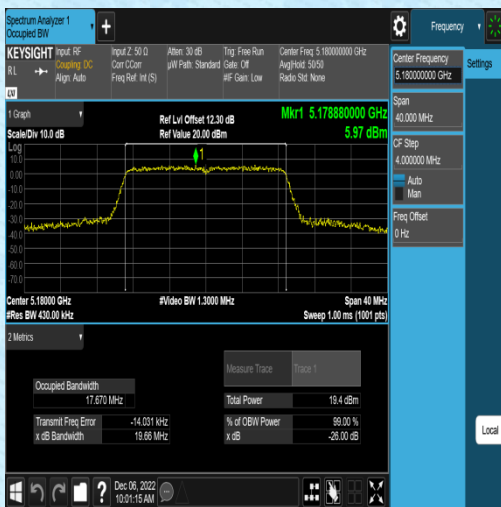 Spectrum Analyzer 1
Occupied BW
+
Frequency
KEYSIGHT
RL
Input: RF
Coupling: DC
Align: Auto
Input Z: 50 Ω
Corr CCorr
Freq Ref: Int (S)
Atten: 30 dB
µW Path: Standard
Trig: Free Run
Gate: Off
#IF Gain: Low
Center Freq: 5.180000000 GHz
Avg|Hold: 50/50
Radio Std: None
Center Frequency
5.180000000 GHz
Settings
Span
40.000 MHz
CF Step
4.000000 MHz
Auto
Man
Freq Offset
0 Hz
Local
1 Graph
Scale/Div 10.0 dB
Ref Lvl Offset 12.30 dB
Ref Value 20.00 dBm
Mkr1 5.178880000 GHz
5.97 dBm
Log
10.0
0.00
-10.0
-20.0
-30.0
-40.0
-50.0
-60.0
-70.0
1
Center 5.18000 GHz
#Res BW 430.00 kHz
#Video BW 1.3000 MHz
Span 40 MHz
Sweep 1.00 ms (1001 pts)
2 Metrics
Measure Trace
Trace 1
Occupied Bandwidth
17.670 MHz
Total Power
19.4 dBm
Transmit Freq Error
-14.031 kHz
% of OBW Power
99.00 %
x dB Bandwidth
19.66 MHz
x dB
-26.00 dB
?
Dec 06, 2022
10:01:15 AM